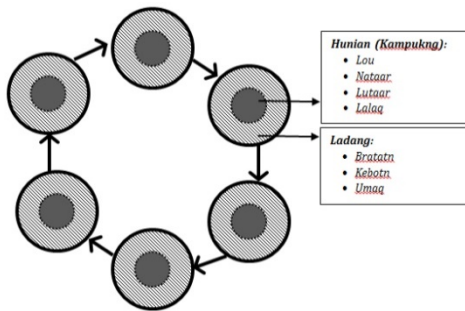 Hunian (Kampukng):
• Lou
• Nataar
• Lutaar
• Lalaq
Ladang:
• Bratatn
• Kebotn
• Umaq